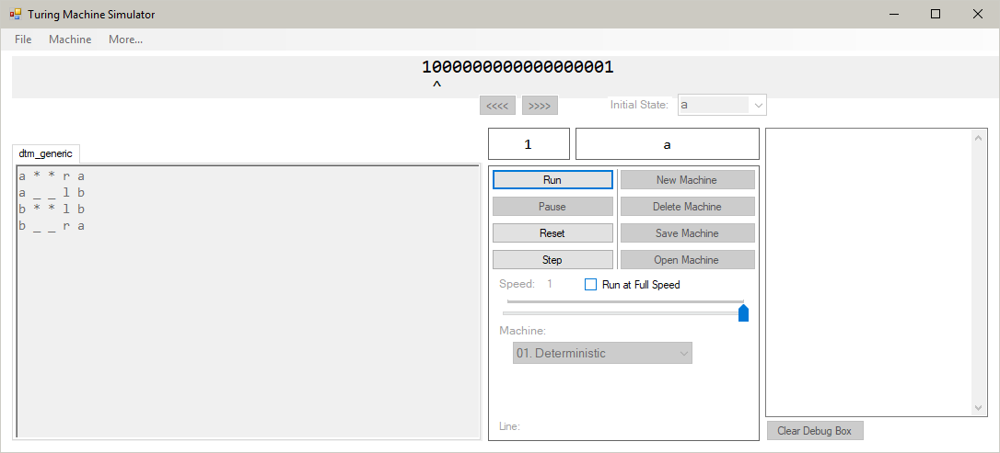 Turing Machine Simulator
File Machine More...
1000000000000000001
^
<<<< >>>> Initial State: a
1 a
dtm_generic
a * * r a
a _ _ l b
b * * l b
b _ _ r a
Run New Machine
Pause Delete Machine
Reset Save Machine
Step Open Machine
Speed: 1 Run at Full Speed
Machine:
01. Deterministic
Line:
Clear Debug Box